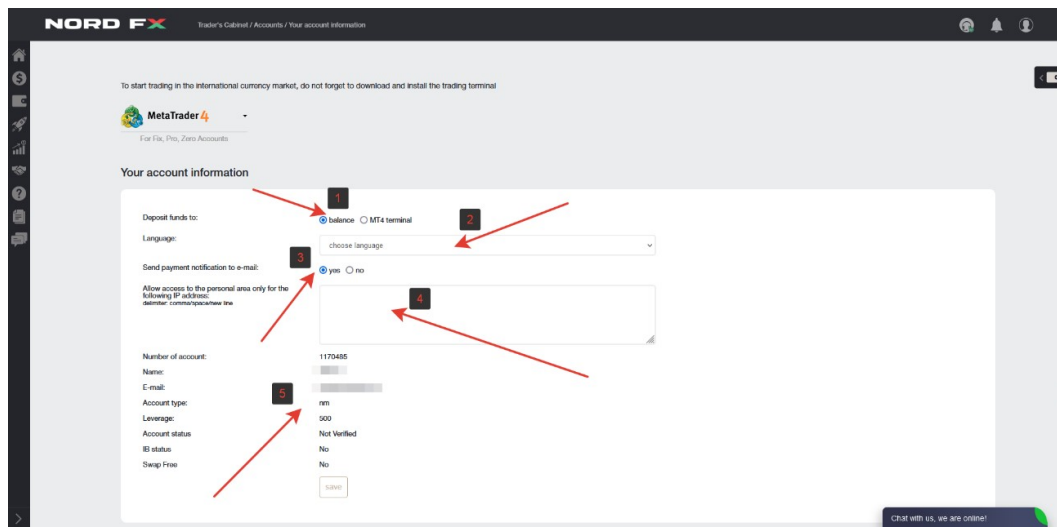 NORD FX
Trader's Cabinet / Accounts / Your account information
To start trading in the international currency market, do not forget to download and install the trading terminal
MetaTrader 4
For Fix, Pro, Zero Accounts
Your account information
1
Deposit funds to: balance MT4 terminal
2
Language: choose language
3
Send payment notification to e-mail: yes no
Allow access to the personal area only for the
following IP address:
delimiter: comma/space/new line
4
Number of account: 1170485
Name:
E-mail:
5
Account type: nm
Leverage: 500
Account status Not Verified
IB status No
Swap Free No
save
Chat with us, we are online!